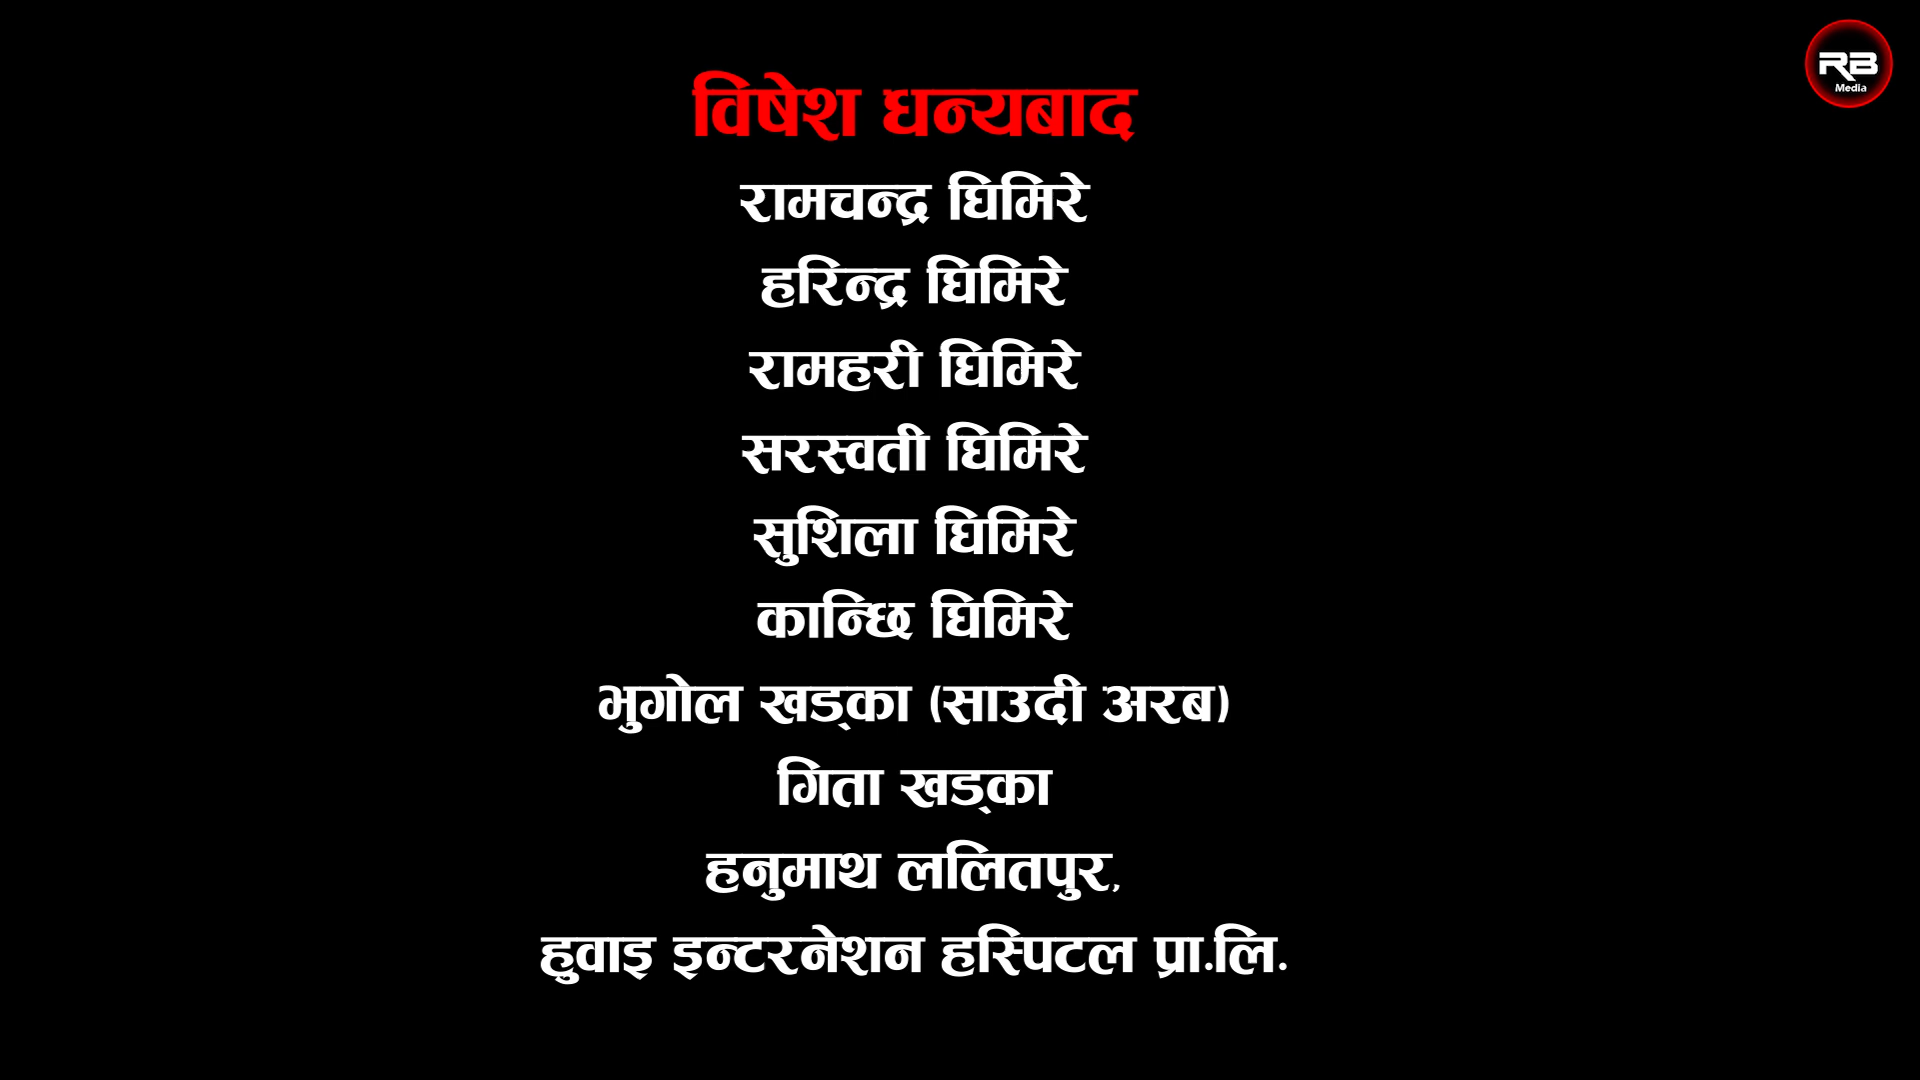 RB
Media
विषेश धन्यबाद
रामचन्द्र घिमिरे
हरिन्द्र घिमिरे
रामहरी घिमिरे
सरस्वती घिमिरे
सुशिला घिमिरे
कान्छि घिमिरे
भुगोल खड्का (साउदी अरब)
गिता खड्का
हनुमाथ ललितपुर,
हुवाइ इन्टरनेशन हस्पिटल प्रा.लि.